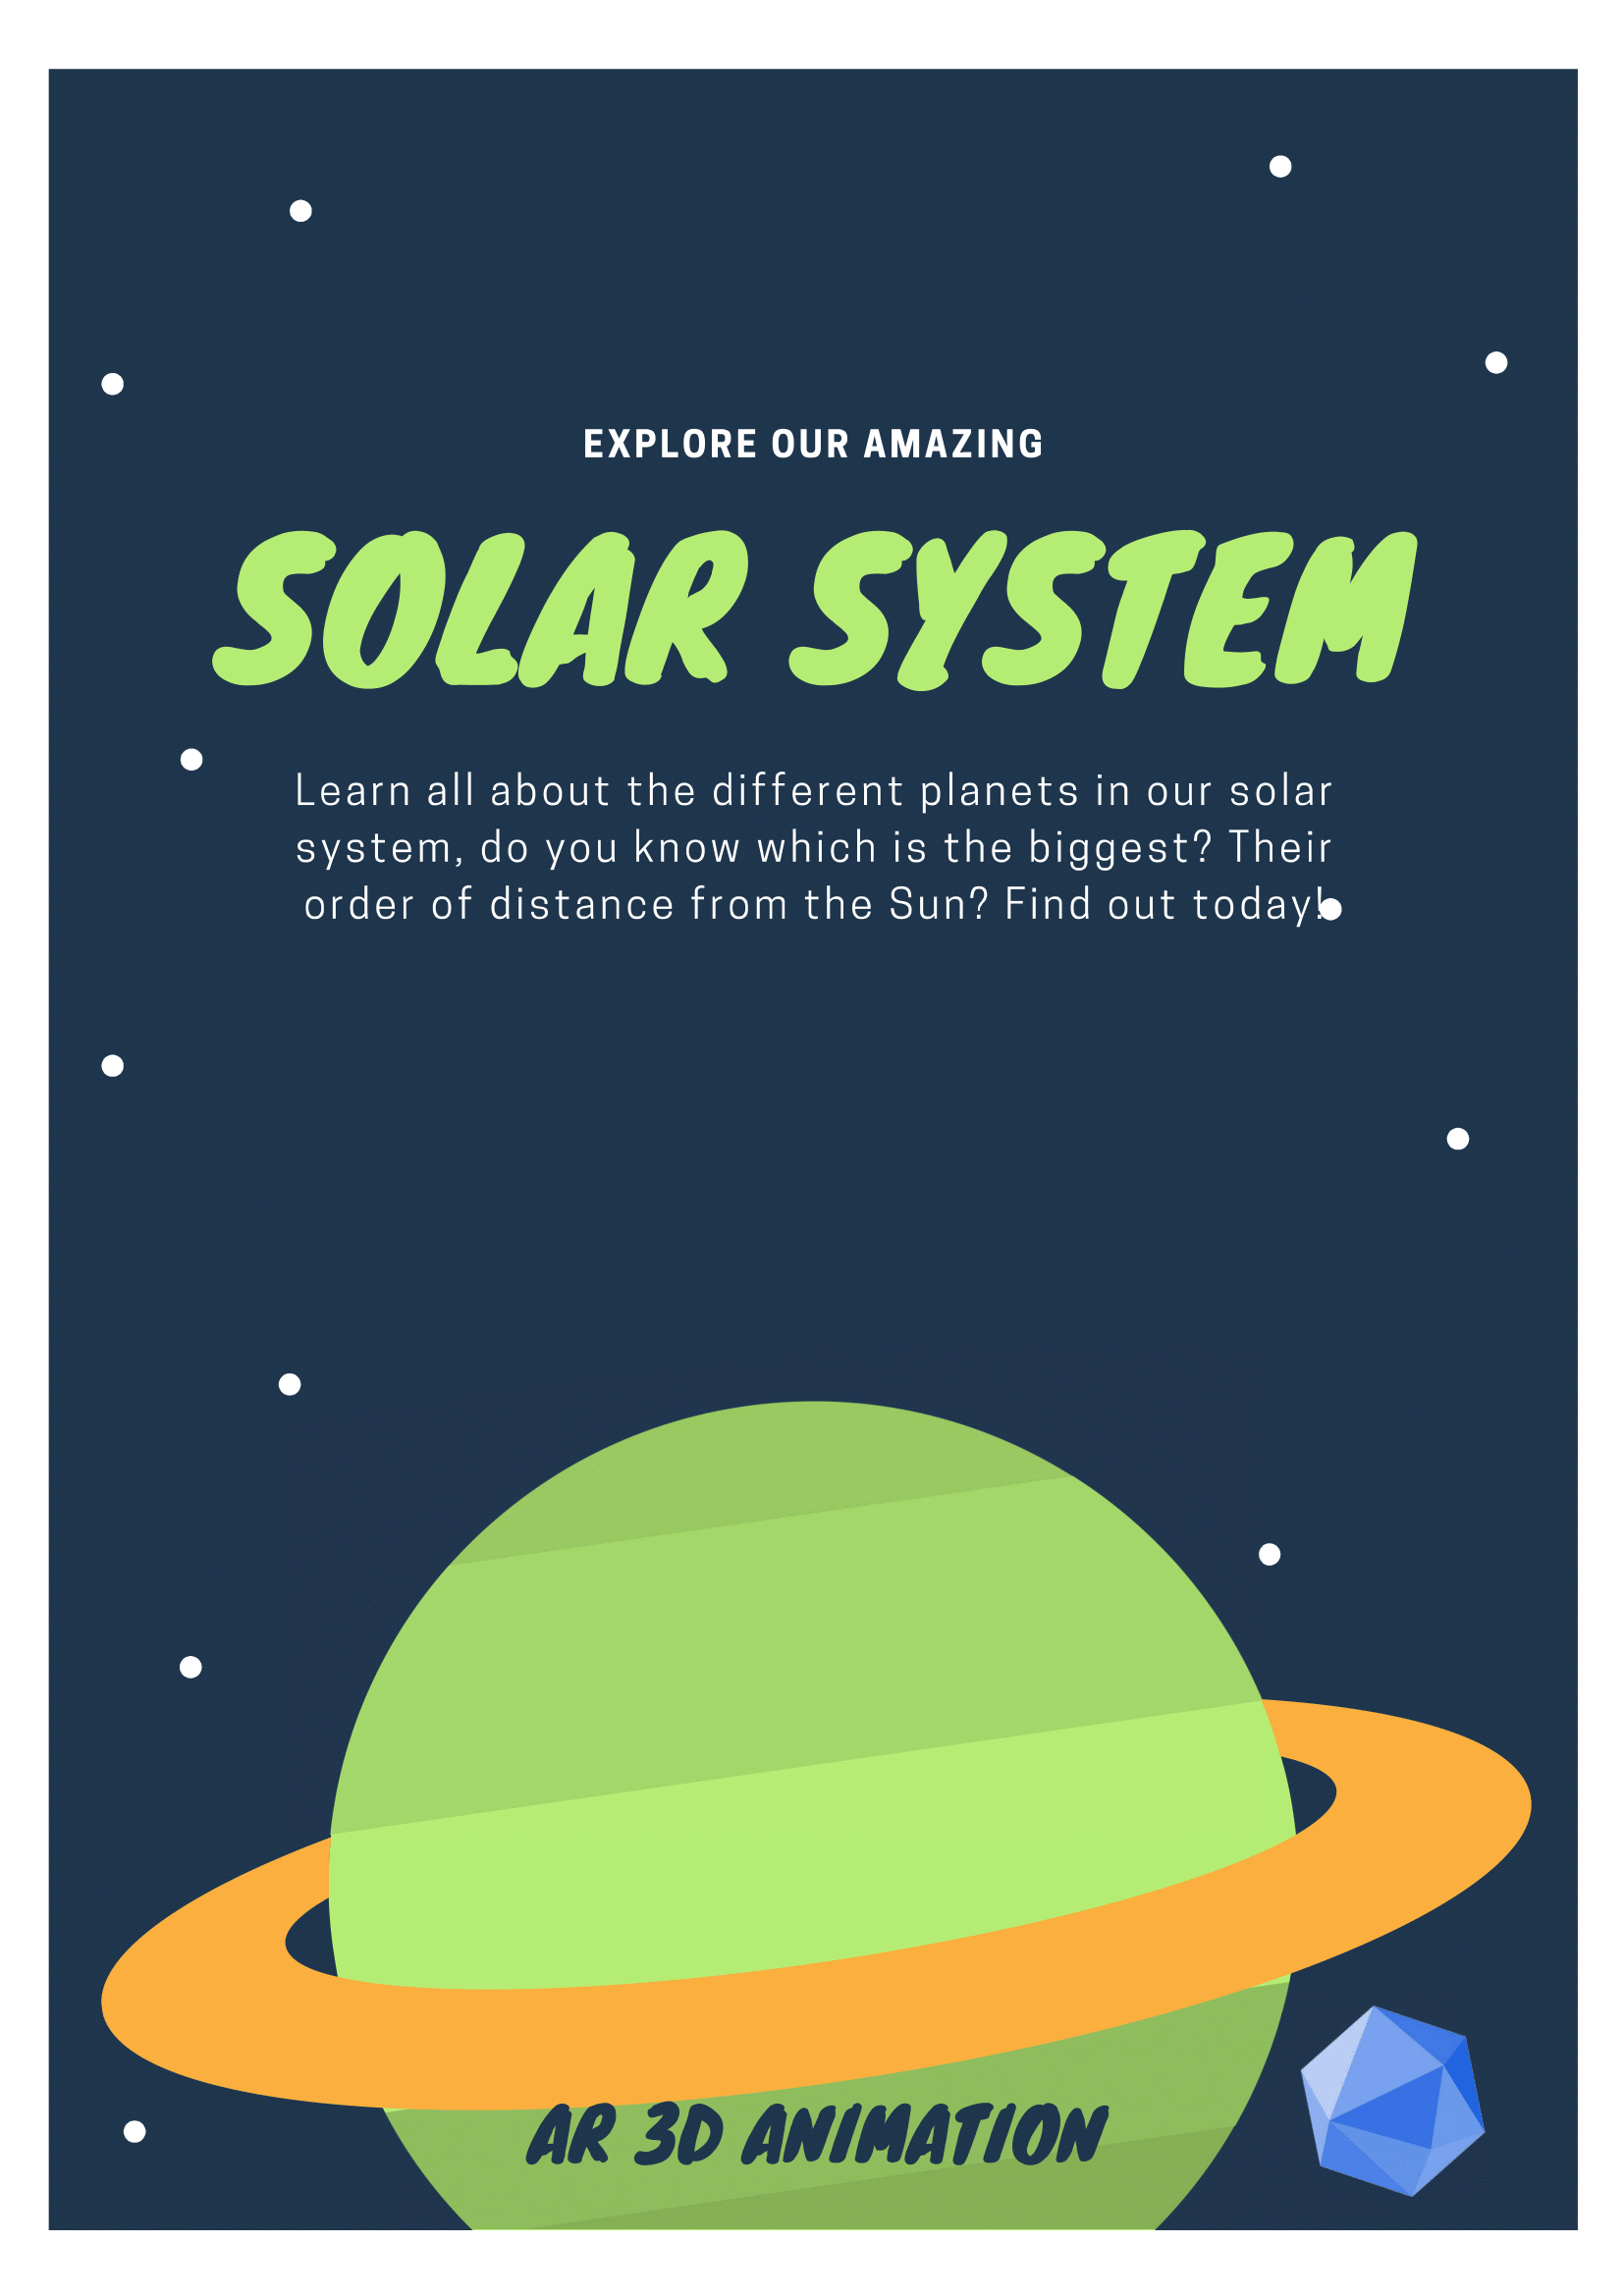 EXPLORE OUR AMAZING
SOLAR SYSTEM
Learn all about the different planets in our solar
system, do you know which is the biggest? Their
order of distance from the Sun? Find out today!
AR 3D ANIMATION